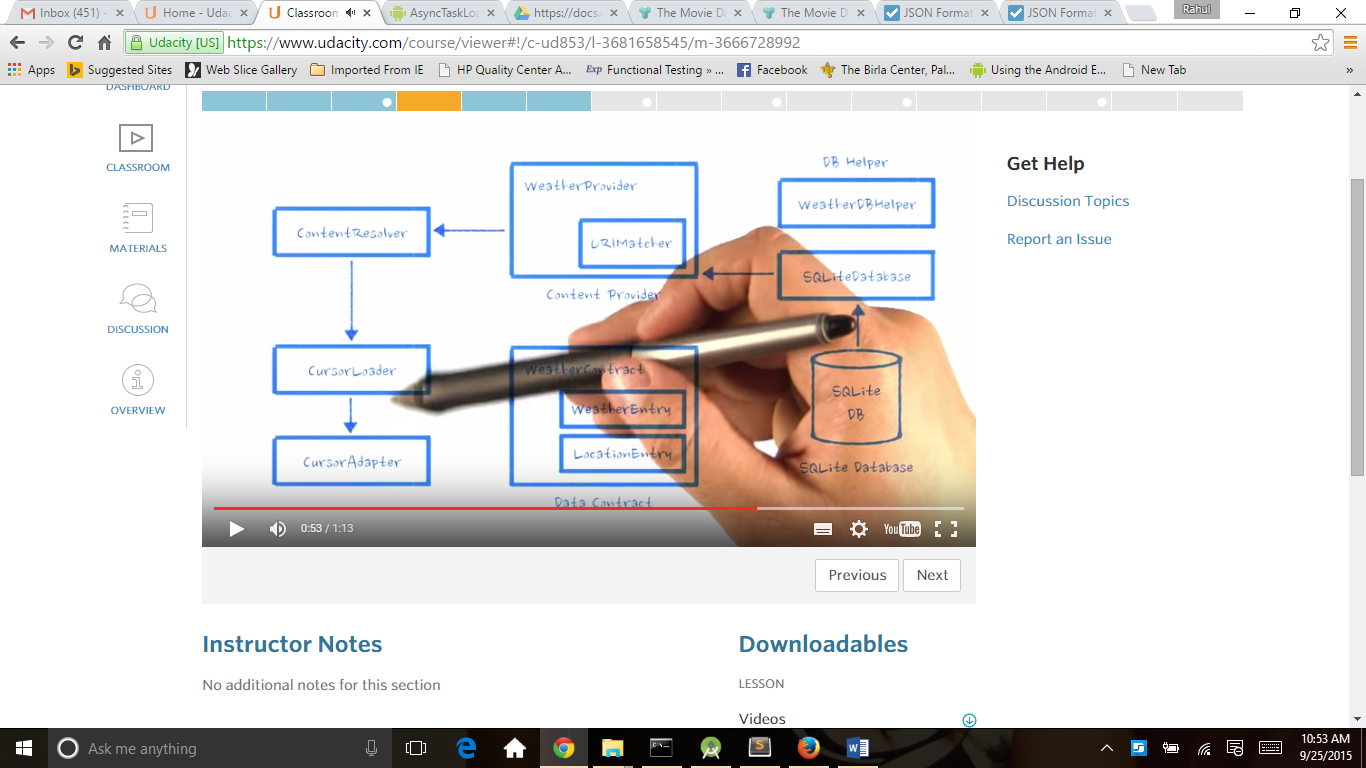 Inbox (451) -
Home - Udac
Classroom
AsyncTaskLoa
https://docs.
The Movie D
The Movie D
JSON Format
JSON Format
Rahul
Udacity [US]
https://www.udacity.com/course/viewer#!/c-ud853/l-3681658545/m-3666728992
Apps
Suggested Sites
Web Slice Gallery
Imported From IE
HP Quality Center A...
Exp Functional Testing » ...
Facebook
The Birla Center, Pal...
Using the Android E...
New Tab
»
DASHBOARD
CLASSROOM
MATERIALS
DISCUSSION
OVERVIEW
DB Helper
WeatherProvider
WeatherDBHelper
ContentResolver
URIMatcher
SQLiteDatabase
Content Provider
CursorLoader
WeatherContract
WeatherEntry
SQLite
DB
LocationEntry
CursorAdapter
SQLite Database
Data Contract
0:53 / 1:13
YouTube
Get Help
Discussion Topics
Report an Issue
Previous
Next
Instructor Notes
No additional notes for this section
Downloadables
LESSON
Videos
Ask me anything
10:53 AM
9/25/2015